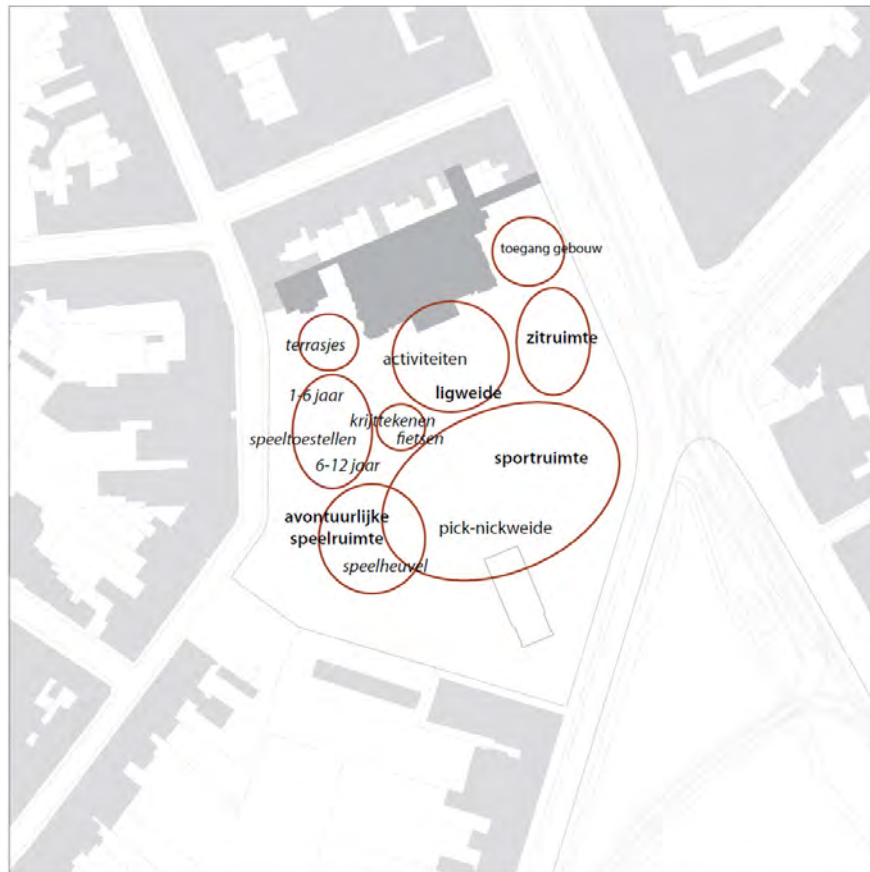 toegang gebouw
zitruimte
terrasjes
activiteiten
ligweide
1-6 jaar
speeltoestellen
6-12 jaar
krijttekenen
fietsen
sportruimte
avontuurlijke
speelruimte
speelheuvel
pick-nickweide